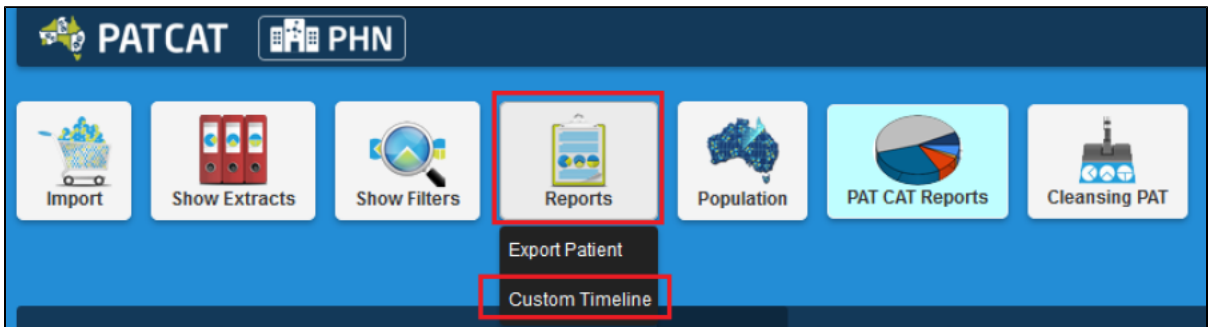 PATCAT PHN
Import Show Extracts Show Filters Reports Population PAT CAT Reports Cleansing PAT
Export Patient
Custom Timeline